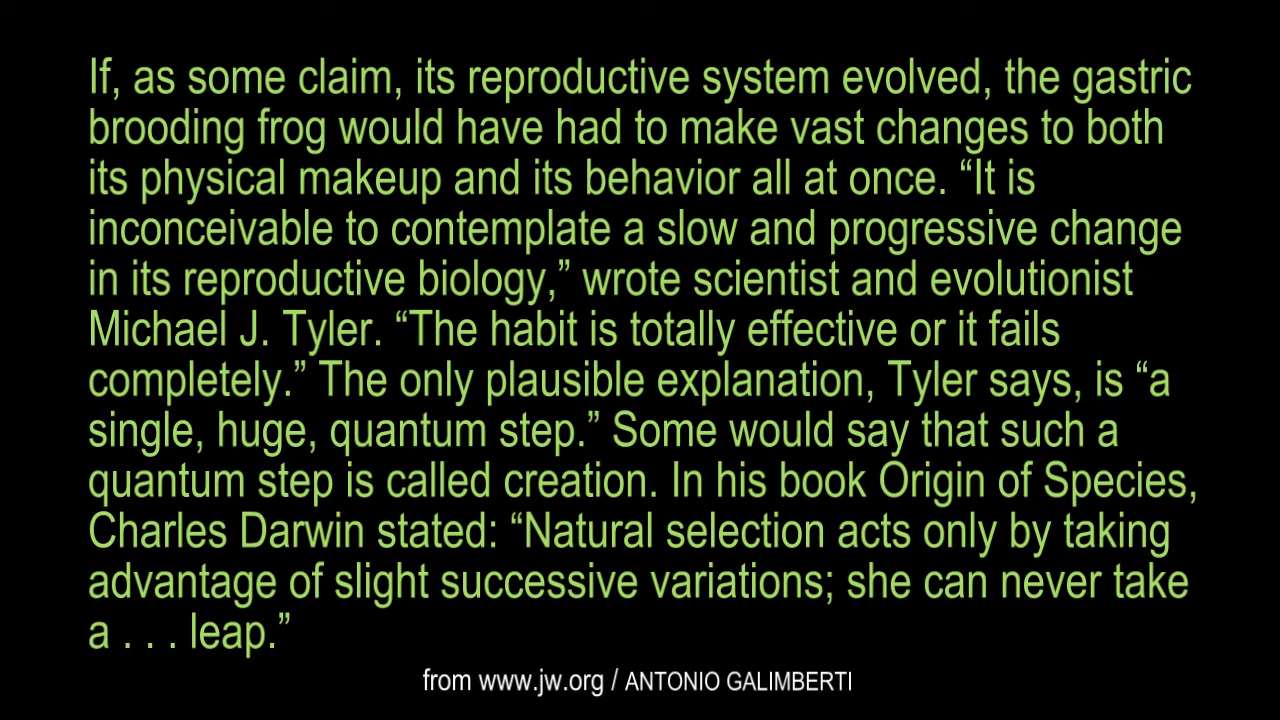 If, as some claim, its reproductive system evolved, the gastric
brooding frog would have had to make vast changes to both
its physical makeup and its behavior all at once. “It is
inconceivable to contemplate a slow and progressive change
in its reproductive biology,” wrote scientist and evolutionist
Michael J. Tyler. “The habit is totally effective or it fails
completely.” The only plausible explanation, Tyler says, is “a
single, huge, quantum step.” Some would say that such a
quantum step is called creation. In his book Origin of Species,
Charles Darwin stated: “Natural selection acts only by taking
advantage of slight successive variations; she can never take
a . . . leap.”
from www.jw.org / ANTONIO GALIMBERTI